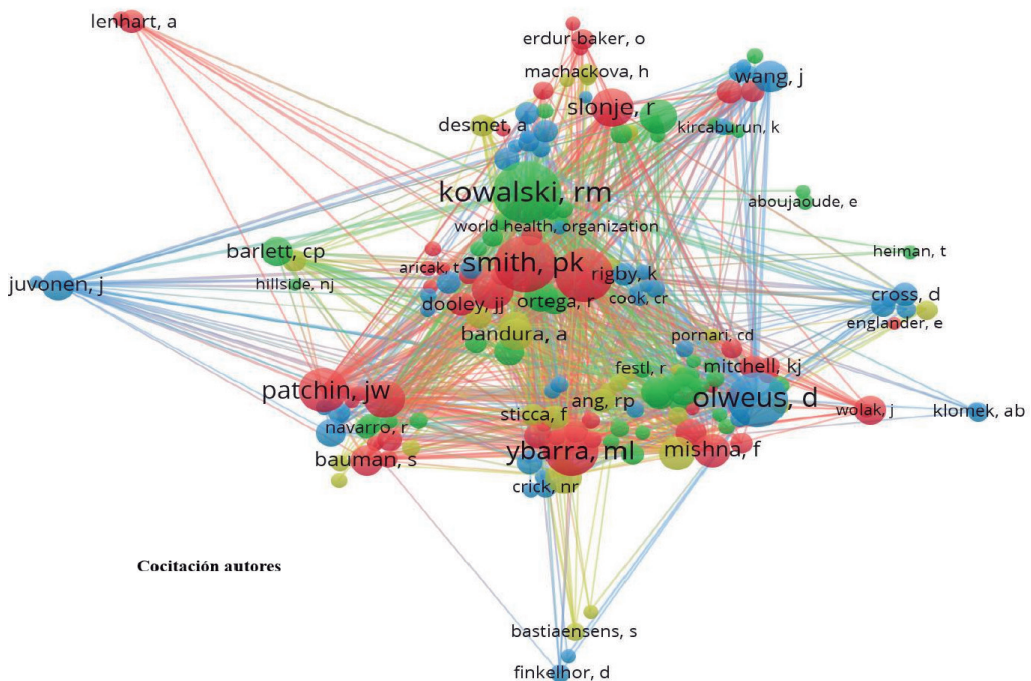 lenhart, a
erdur-baker, o
machackova, h
wang, j
slonje, r
desmet, a
kircaburun, k
kowalski, rm
aboujaoude, e
world health, organization
barlett, cp
heiman, t
aricak, t
smith, pk
rigby, k
juvonen, j
hillside, nj
dooley, jj
ortega, r
cook, cr
cross, d
englander, e
bandura, a
pornari, cd
festl, r
mitchell, kj
patchin, jw
olweus, d
ang, rp
sticca, f
wolak, j
klomek, ab
navarro, r
bauman, s
ybarra, ml
mishna, f
crick, nr
Cocitación autores
bastiaensens, s
finkelhor, d